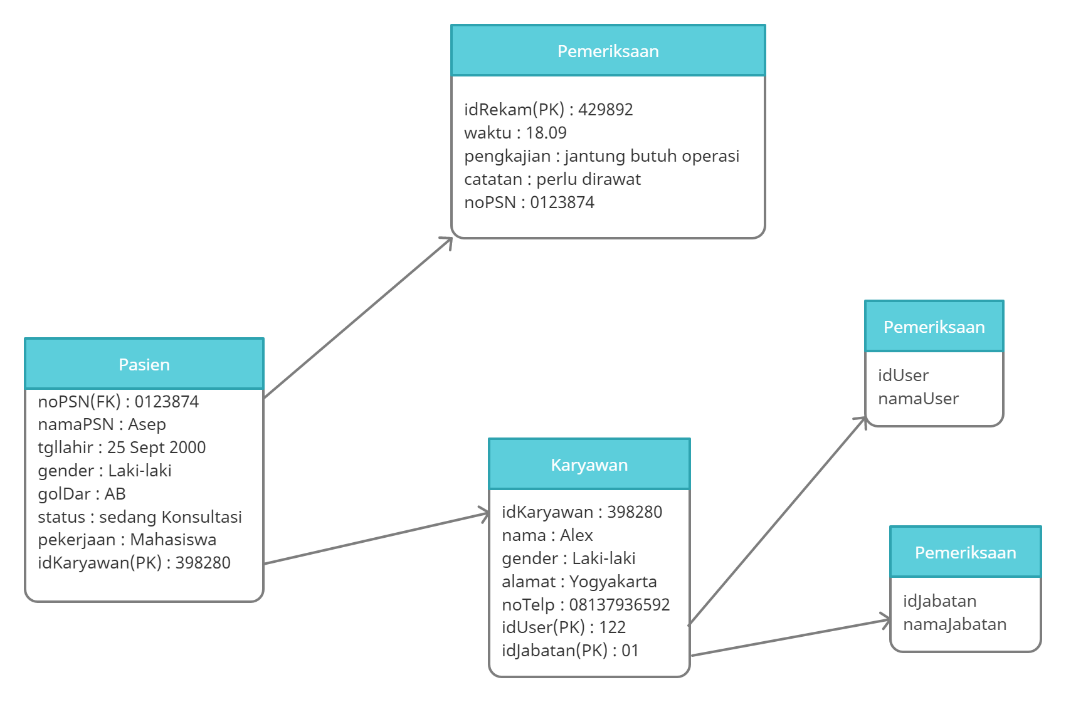 Pemeriksaan
idRekam(PK) : 429892
waktu : 18.09
pengkajian : jantung butuh operasi
catatan : perlu dirawat
noPSN : 0123874
Pasien
noPSN(FK) : 0123874
namaPSN : Asep
tgllahir : 25 Sept 2000
gender : Laki-laki
golDar : AB
status : sedang Konsultasi
pekerjaan : Mahasiswa
idKaryawan(PK) : 398280
Karyawan
idKaryawan : 398280
nama : Alex
gender : Laki-laki
alamat : Yogyakarta
noTelp : 08137936592
idUser(PK) : 122
idJabatan(PK) : 01
Pemeriksaan
idUser
namaUser
Pemeriksaan
idJabatan
namaJabatan